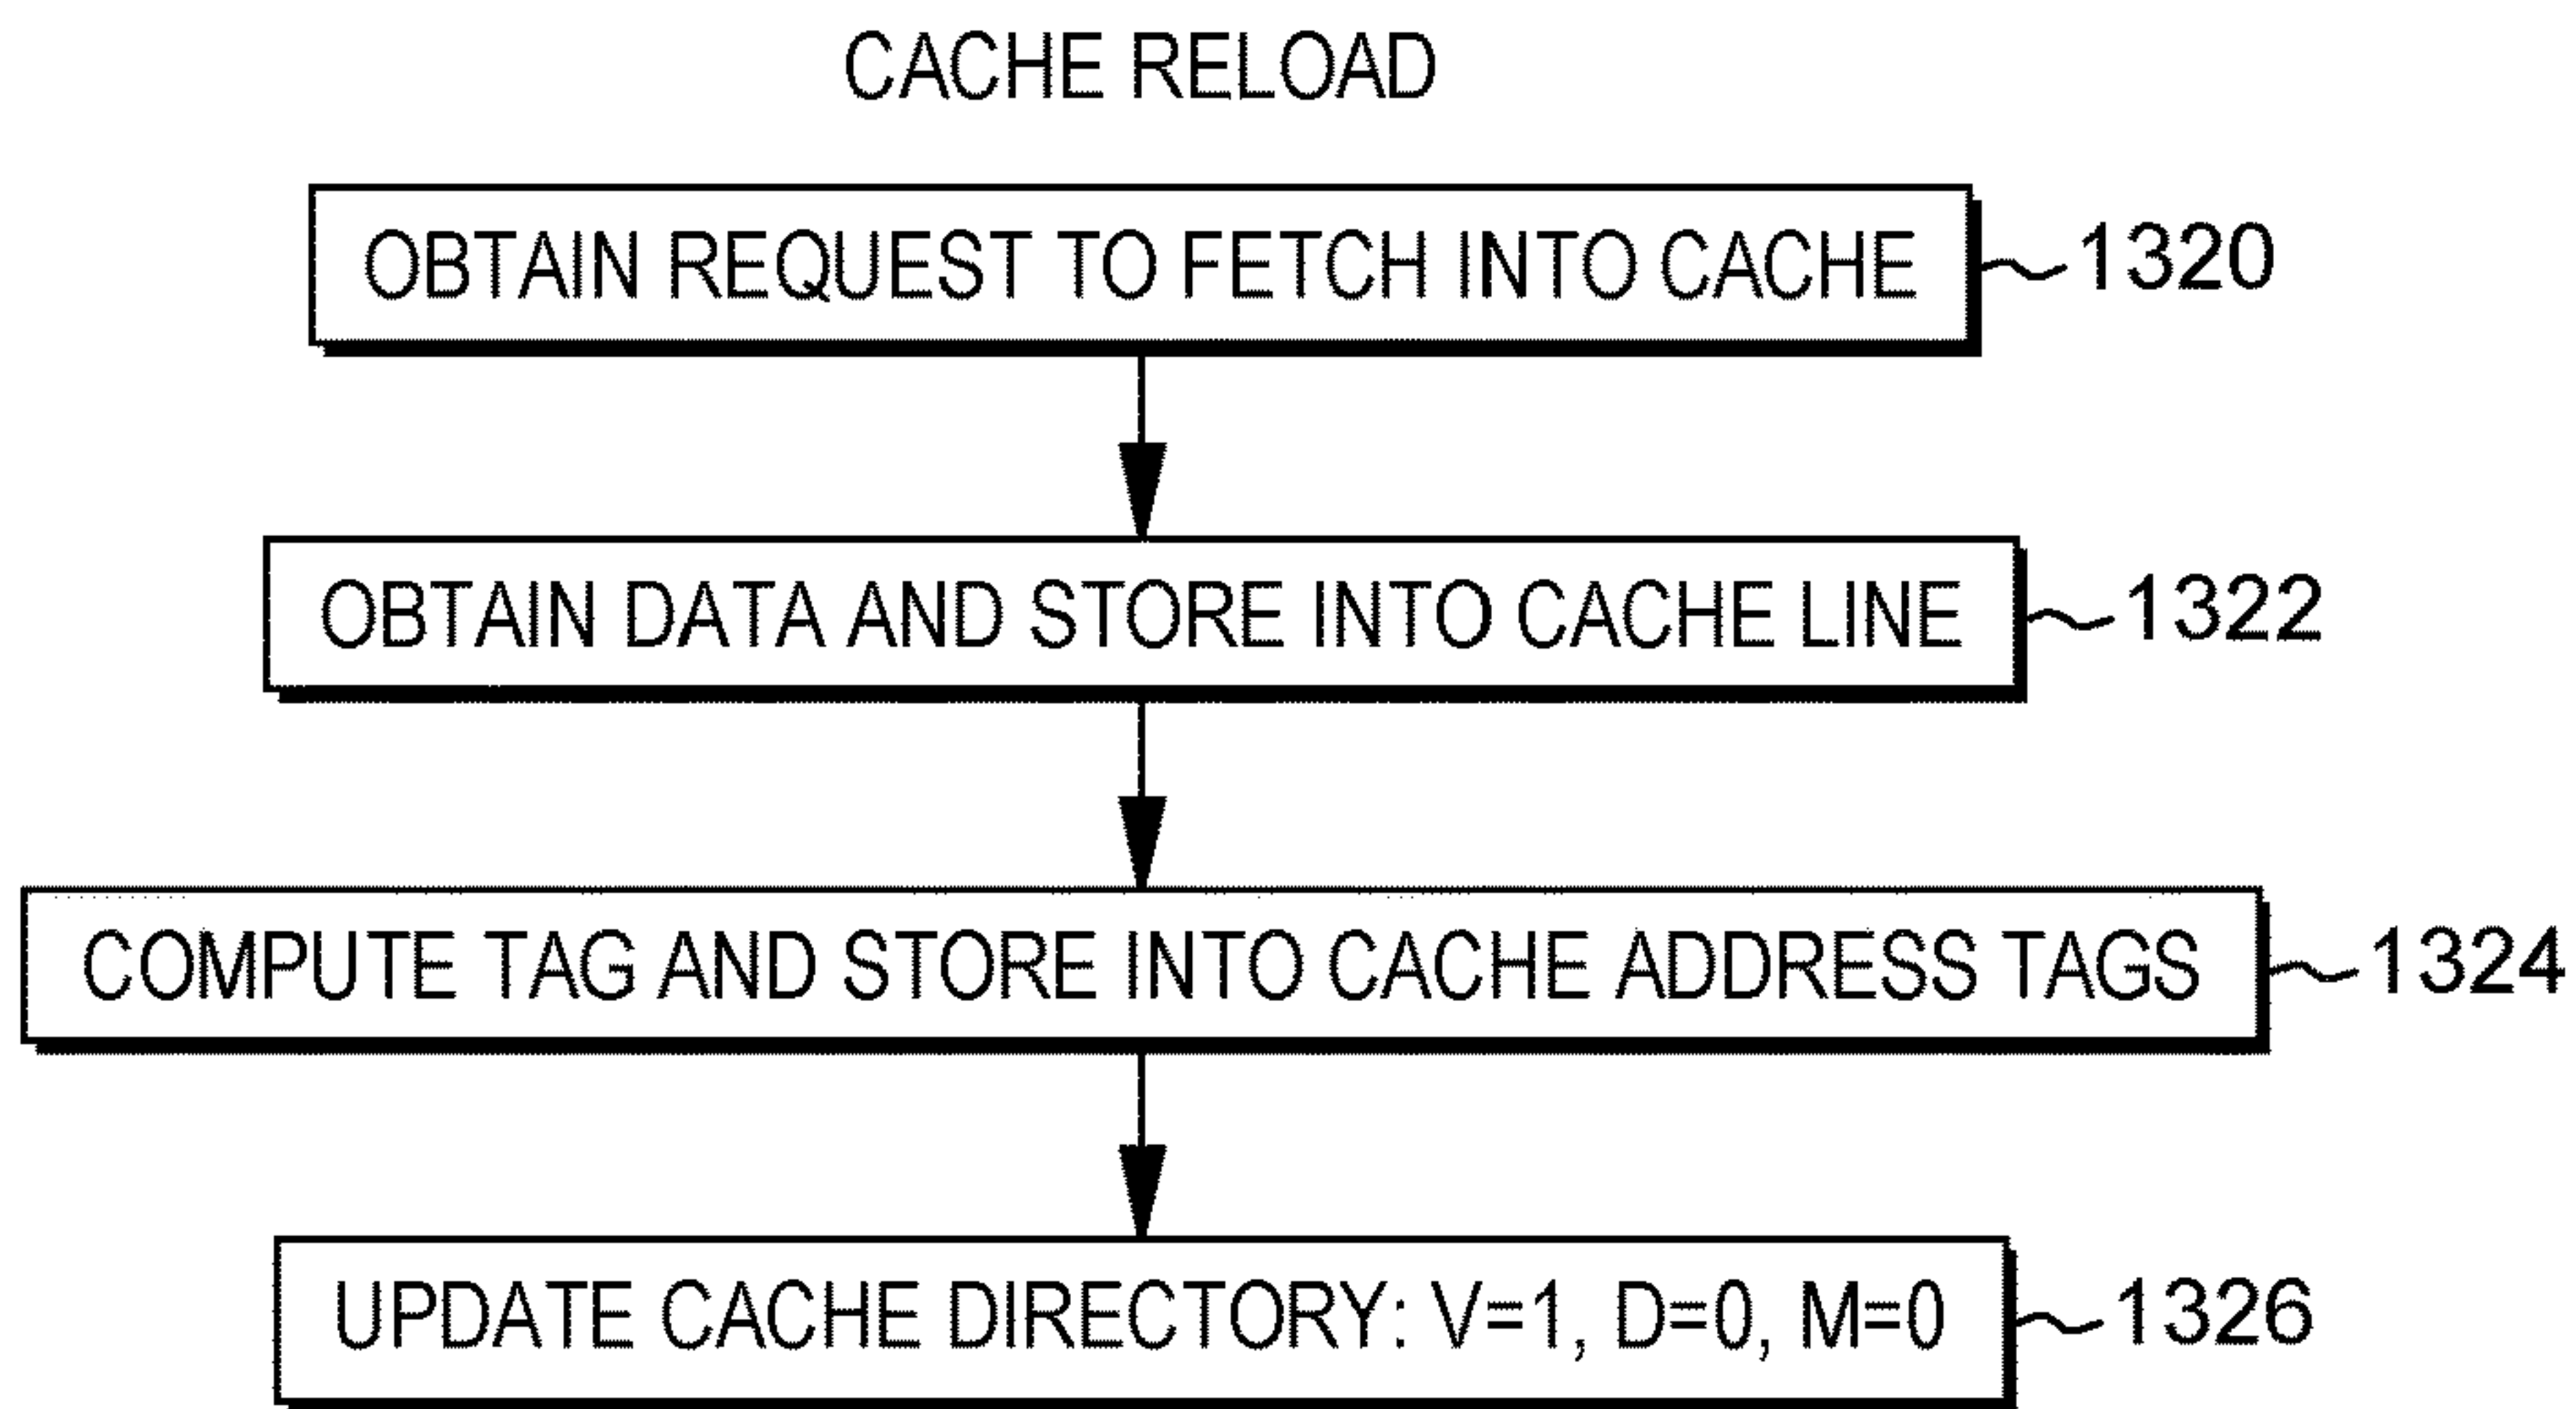 CACHE RELOAD
OBTAIN REQUEST TO FETCH INTO CACHE 1320
OBTAIN DATA AND STORE INTO CACHE LINE 1322
COMPUTE TAG AND STORE INTO CACHE ADDRESS TAGS 1324
UPDATE CACHE DIRECTORY: V=1, D=0, M=0 1326